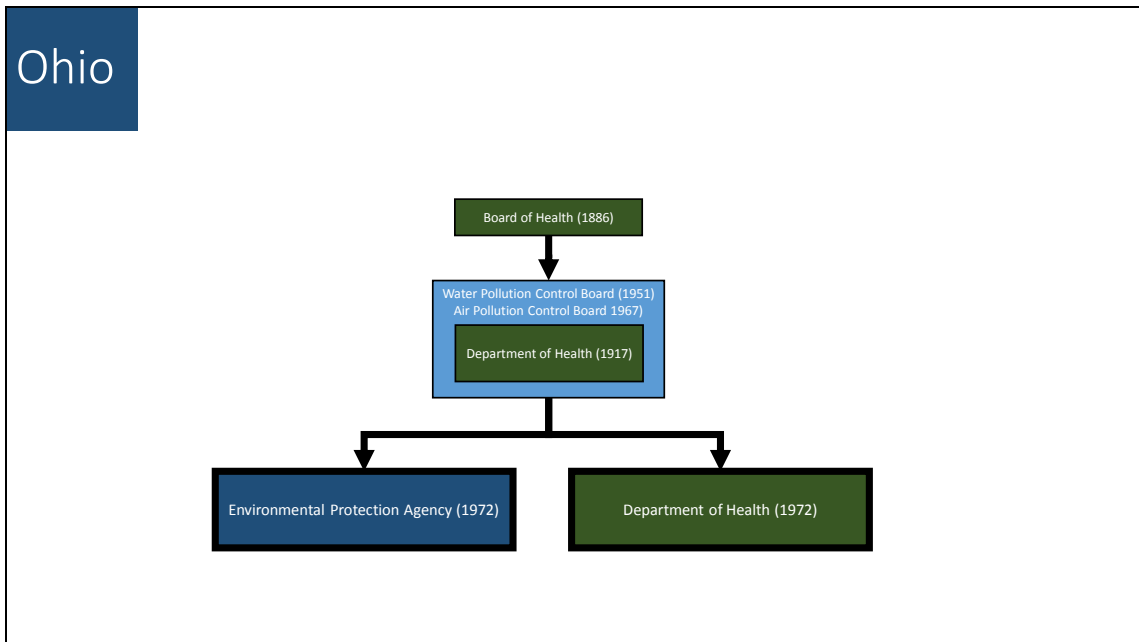 Ohio
Board of Health (1886)
Water Pollution Control Board (1951)
Air Pollution Control Board 1967)
Department of Health (1917)
Environmental Protection Agency (1972)
Department of Health (1972)